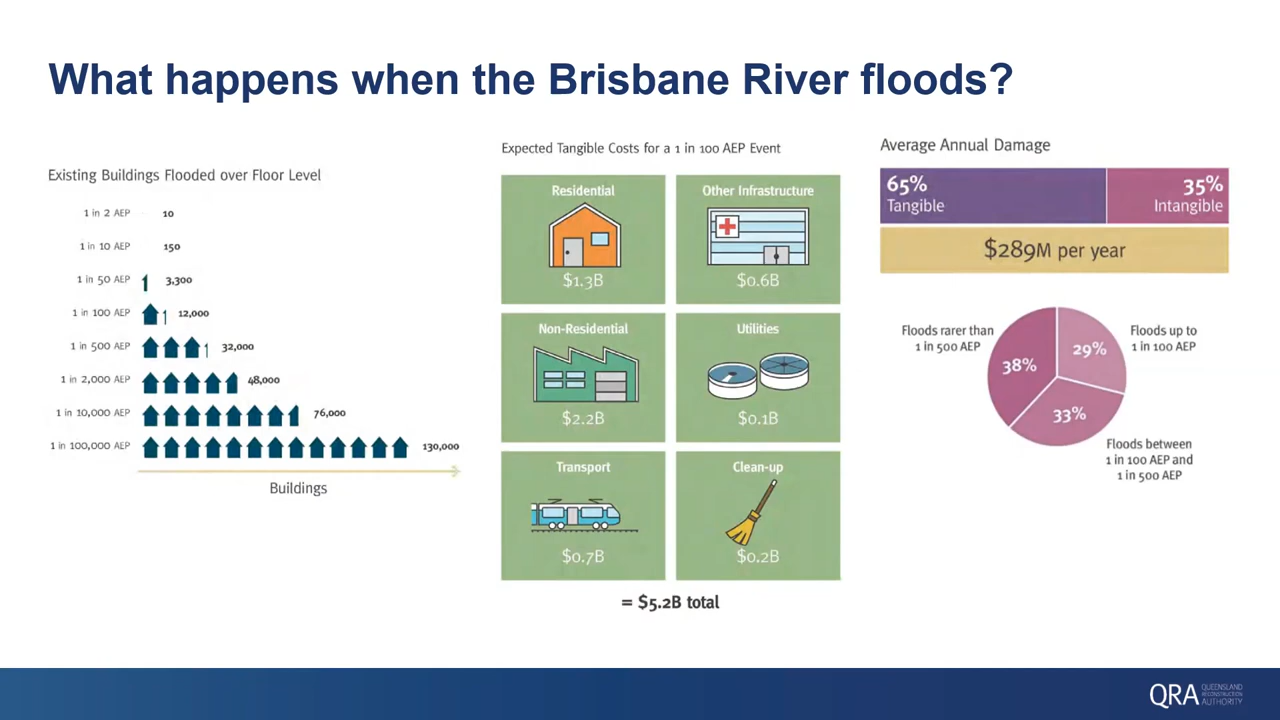 What happens when the Brisbane River floods?
Existing Buildings Flooded over Floor Level
1 in 2 AEP 10
1 in 10 AEP 150
1 in 50 AEP 3,300
1 in 100 AEP 12,000
1 in 500 AEP 32,000
1 in 2,000 AEP 48,000
1 in 10,000 AEP 76,000
1 in 100,000 AEP 130,000
Buildings
Expected Tangible Costs for a 1 in 100 AEP Event
Residential
$1.3B
Other Infrastructure
$0.6B
Non-Residential
$2.2B
Utilities
$0.1B
Transport
$0.7B
Clean-up
$0.2B
= $5.2B total
Average Annual Damage
65%
Tangible
35%
Intangible
$289M per year
Floods rarer than
1 in 500 AEP
38%
29%
Floods up to
1 in 100 AEP
33%
Floods between
1 in 100 AEP and
1 in 500 AEP
QRA
QUEENSLAND
RECONSTRUCTION
AUTHORITY